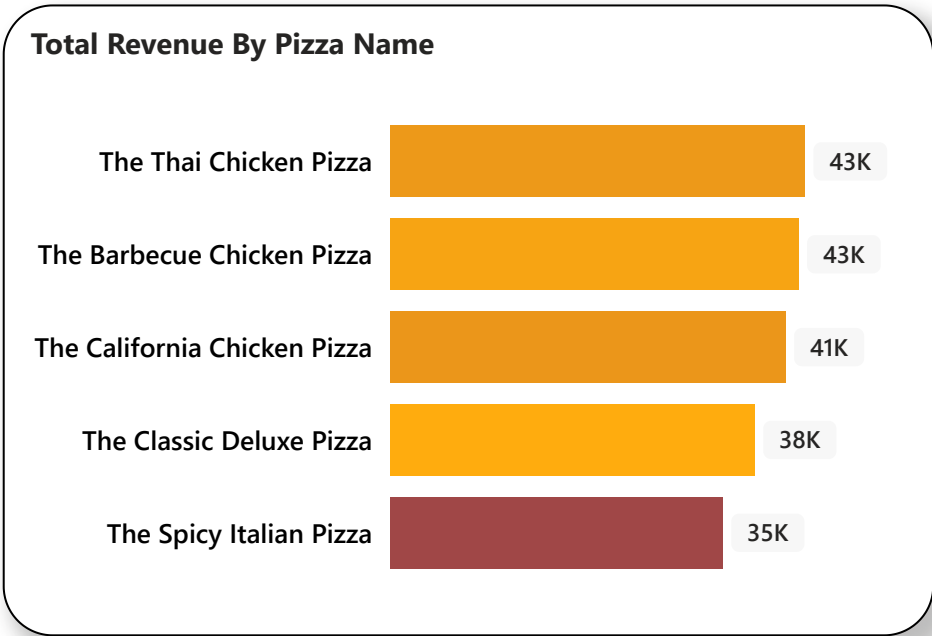 Total Revenue By Pizza Name
The Thai Chicken Pizza 43K
The Barbecue Chicken Pizza 43K
The California Chicken Pizza 41K
The Classic Deluxe Pizza 38K
The Spicy Italian Pizza 35K